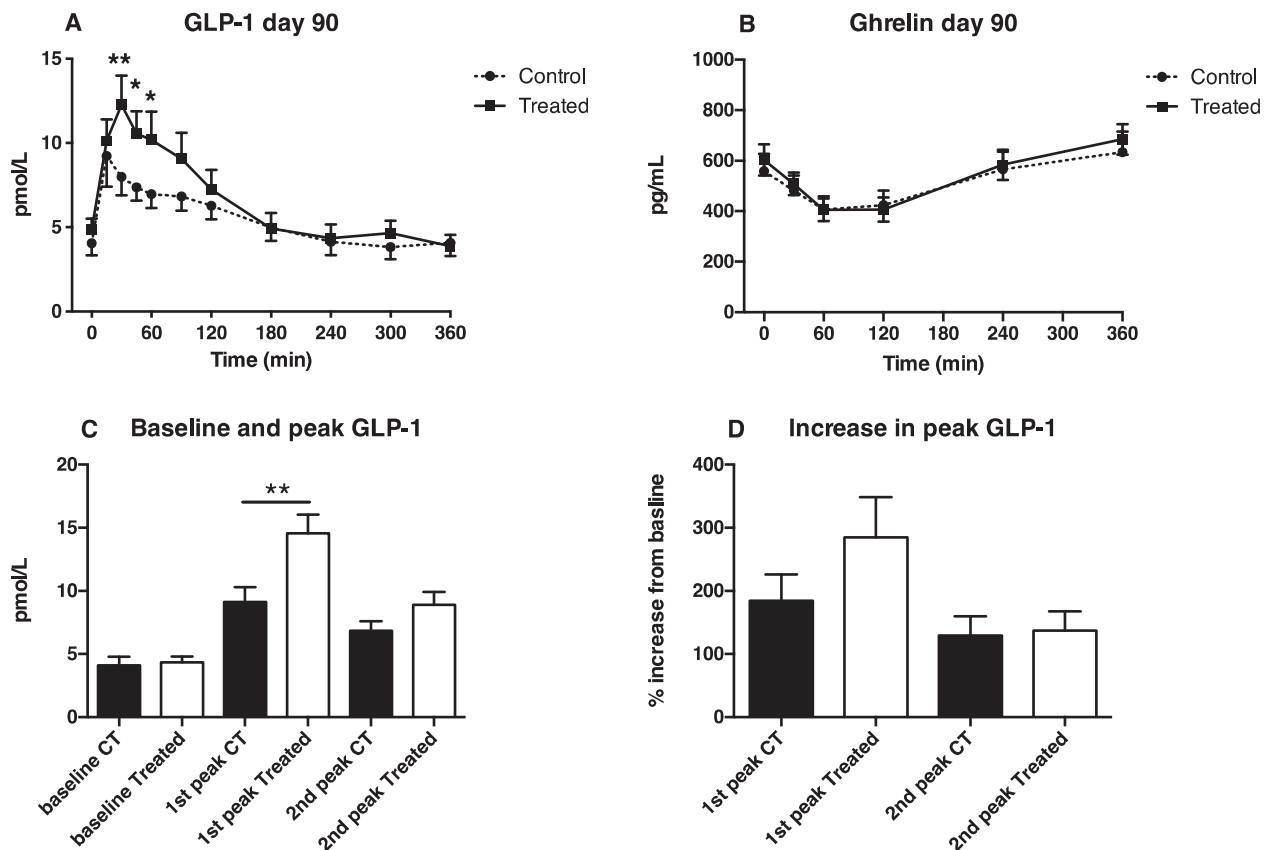 A GLP-1 day 90
15
10
5
0
pmol/L
** * *
Control
Treated
0 60 120 180 240 300 360
Time (min)
B Ghrelin day 90
1000
800
600
400
200
0
pg/mL
Control
Treated
0 60 120 180 240 300 360
Time (min)
C Baseline and peak GLP-1
20
15
10
5
0
pmol/L
**
baseline CT
baseline Treated
1st peak CT
1st peak Treated
2nd peak CT
2nd peak Treated
D Increase in peak GLP-1
400
300
200
100
0
% increase from basline
1st peak CT
1st peak Treated
2nd peak CT
2nd peak Treated